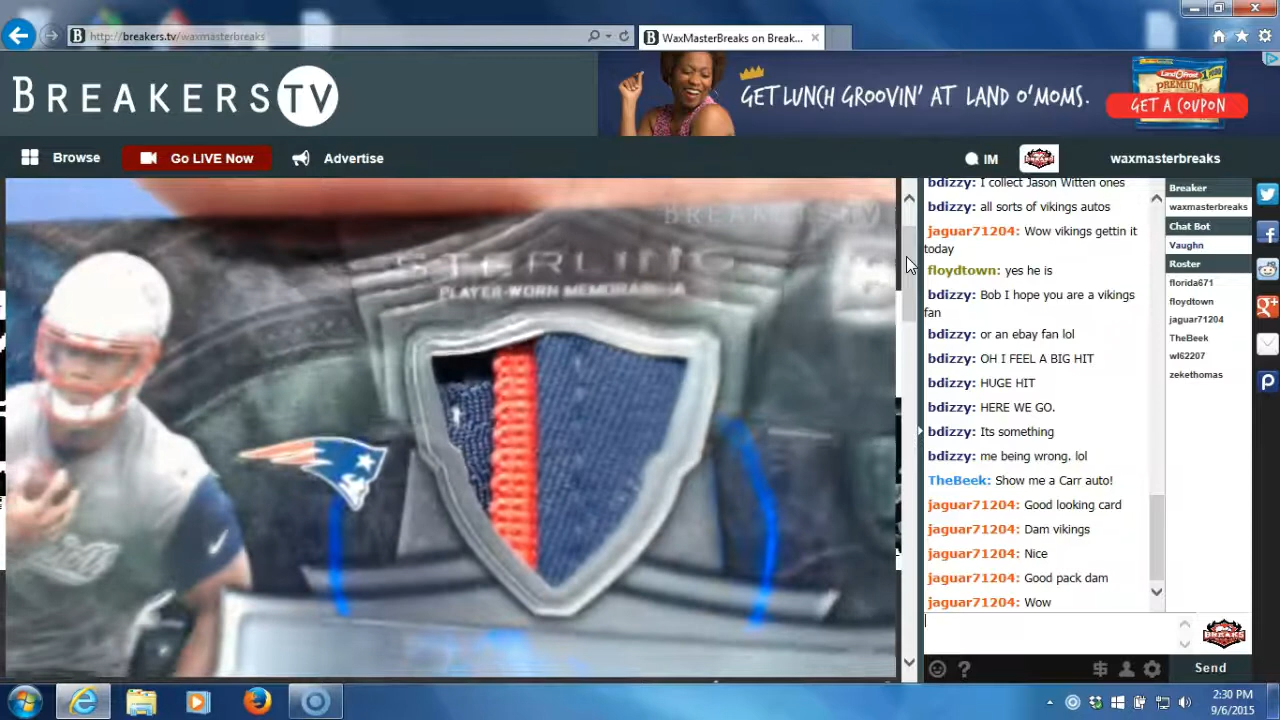 http://breakers.tv/waxmasterbreaks
B WaxMasterBreaks on Break...
BREAKERSTV
GET LUNCH GROOVIN' AT LAND O'MOMS.
Land O Frost
PREMIUM
GET A COUPON
Browse
Go LIVE Now
Advertise
IM
waxmasterbreaks
BREAKERSTV
STERLING
PLAYER-WORN MEMORABILIA
bdizzy: I collect Jason Witten ones
bdizzy: all sorts of vikings autos
jaguar71204: Wow vikings gettin it
today
floydtown: yes he is
bdizzy: Bob I hope you are a vikings
fan
bdizzy: or an ebay fan lol
bdizzy: OH I FEEL A BIG HIT
bdizzy: HUGE HIT
bdizzy: HERE WE GO.
bdizzy: Its something
bdizzy: me being wrong. lol
TheBeek: Show me a Carr auto!
jaguar71204: Good looking card
jaguar71204: Dam vikings
jaguar71204: Nice
jaguar71204: Good pack dam
jaguar71204: Wow
Breaker
waxmasterbreaks
Chat Bot
Vaughn
Roster
florida671
floydtown
jaguar71204
TheBeek
wl62207
zekethomas
BREAKS
Send
2:30 PM
9/6/2015